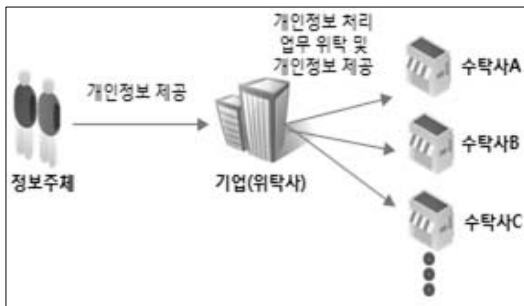 개인정보 처리
업무 위탁 및
개인정보 제공
수탁사A
개인정보 제공
수탁사B
정보주체
기업(위탁사)
수탁사C